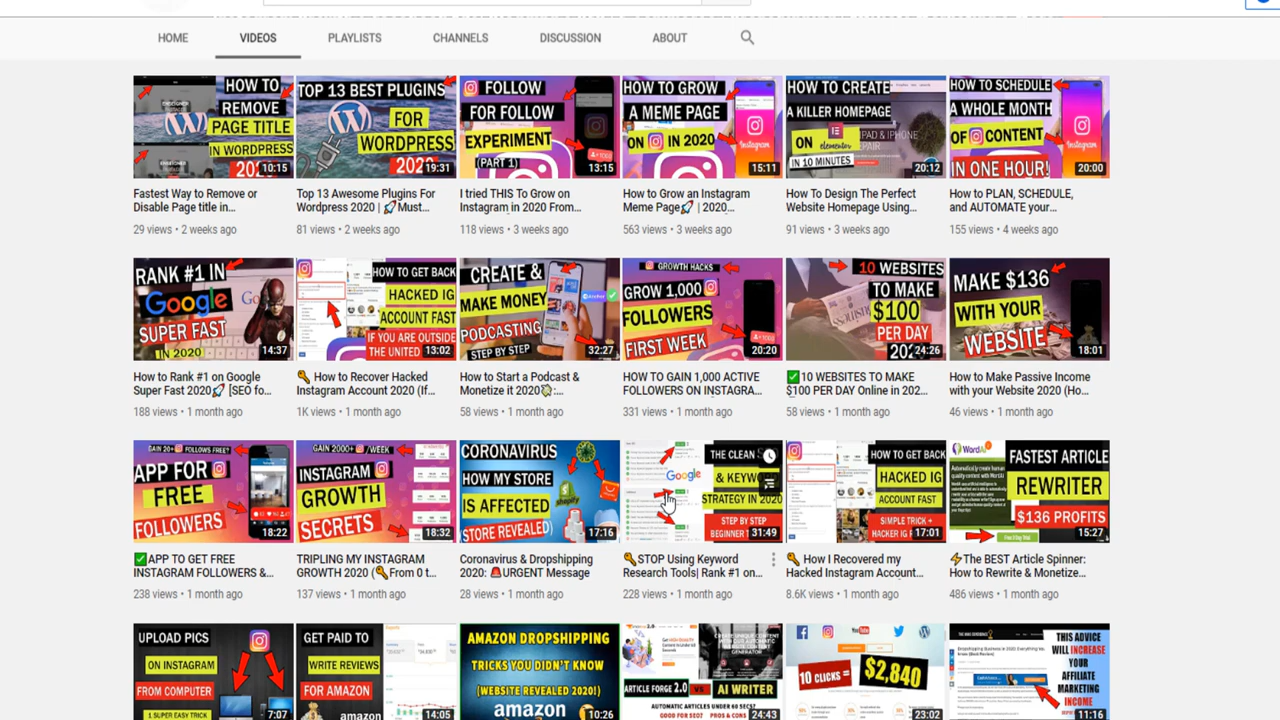 HOME VIDEOS PLAYLISTS CHANNELS DISCUSSION ABOUT
HOW TO
REMOVE
PAGE TITLE
IN WORDPRESS
10:15
Fastest Way to Remove or
Disable Page title in...
29 views • 2 weeks ago
TOP 13 BEST PLUGINS
FOR
WORDPRESS
19:31
Top 13 Awesome Plugins For
Wordpress 2020 | 🚀Must...
81 views • 2 weeks ago
FOLLOW
FOR FOLLOW
EXPERIMENT
(PART 1)
13:15
I tried THIS To Grow on
Instagram in 2020 From...
118 views • 3 weeks ago
HOW TO GROW
A MEME PAGE
ON IN 2020
Instagram
15:11
How to Grow an Instagram
Meme Page🚀 | 2020...
563 views • 3 weeks ago
HOW TO CREATE
A KILLER HOMEPAGE
ON elementor
IN 10 MINUTES
20:12
How To Design The Perfect
Website Homepage Using...
91 views • 3 weeks ago
HOW TO SCHEDULE
A WHOLE MONTH
OF CONTENT
IN ONE HOUR!
Instagram
20:00
How to PLAN, SCHEDULE,
and AUTOMATE your...
155 views • 4 weeks ago
RANK #1 IN
Google
SUPER FAST
IN 2020
14:37
How to Rank #1 on Google
Super Fast 2020🚀 [SEO fo...
188 views • 1 month ago
HOW TO GET BACK
HACKED IG
ACCOUNT FAST
IF YOU ARE OUTSIDE
THE UNITED
13:02
🔑 How to Recover Hacked
Instagram Account 2020 (If...
1K views • 1 month ago
CREATE &
MAKE MONEY
PODCASTING
STEP BY STEP
Anchor
32:27
How to Start a Podcast &
Monetize it 2020💸:...
58 views • 1 month ago
GROWTH HACKS
GROW 1,000
FOLLOWERS
FIRST WEEK
20:20
HOW TO GAIN 1,000 ACTIVE
FOLLOWERS ON INSTAGRA...
331 views • 1 month ago
10 WEBSITES
TO MAKE
$100
PER DAY
24:26
✅10 WEBSITES TO MAKE
$100 PER DAY Online in 202...
58 views • 1 month ago
MAKE $136
WITH YOUR
WEBSITE
18:01
How to Make Passive Income
with your Website 2020 (Ho...
46 views • 1 month ago
GAIN 20+ FOLLOWS FREE?
APP FOR
FREE
FOLLOWERS
18:22
✅APP TO GET FREE
INSTAGRAM FOLLOWERS &...
238 views • 1 month ago
GAIN 2000+ /WEEK
INSTAGRAM
GROWTH
SECRETS
18:32
TRIPLING MY INSTAGRAM
GROWTH 2020 (🔑From 0 t...
137 views • 1 month ago
CORONAVIRUS
HOW MY STORE
IS AFFECTED
STORE REVEAL
shopify
17:16
Coronavirus & Dropshipping
2020: 🚨URGENT Message
28 views • 1 month ago
THE CLEAN
Google
& KEYW
STRATEGY IN 2020
STEP BY STEP
31:49
🔑STOP Using Keyword
Research Tools| Rank #1 on...
228 views • 1 month ago
HOW TO GET BACK
HACKED IG
ACCOUNT FAST
SIMPLE TRICK +
17:01
🔑 How I Recovered my
Hacked Instagram Account...
8.6K views • 1 month ago
FASTEST ARTICLE
REWRITER
$136 PROFITS
WordAi
15:27
⚡The BEST Article Spinner:
How to Rewrite & Monetize...
486 views • 1 month ago
UPLOAD PICS
ON INSTAGRAM
FROM COMPUTER
1 SUPER EASY TRICK
GET PAID TO
WRITE REVIEWS
FOR AMAZON
14:05
AMAZON DROPSHIPPING
TRICKS YOU DIDN'T KNOW
(WEBSITE REVEALED 2020!)
amazon
10:26
ARTICLE FORGE 2.0 VS AI WRITER
AUTOMATIC ARTICLES UNDER 60 SECS?
GOOD FOR SEO? PROS & CONS
24:43
10 CLICKS = $2,840
23:02
THIS ADVICE
WILL INCREASE
YOUR
AFFILIATE
MARKETING
INCOME
11:16